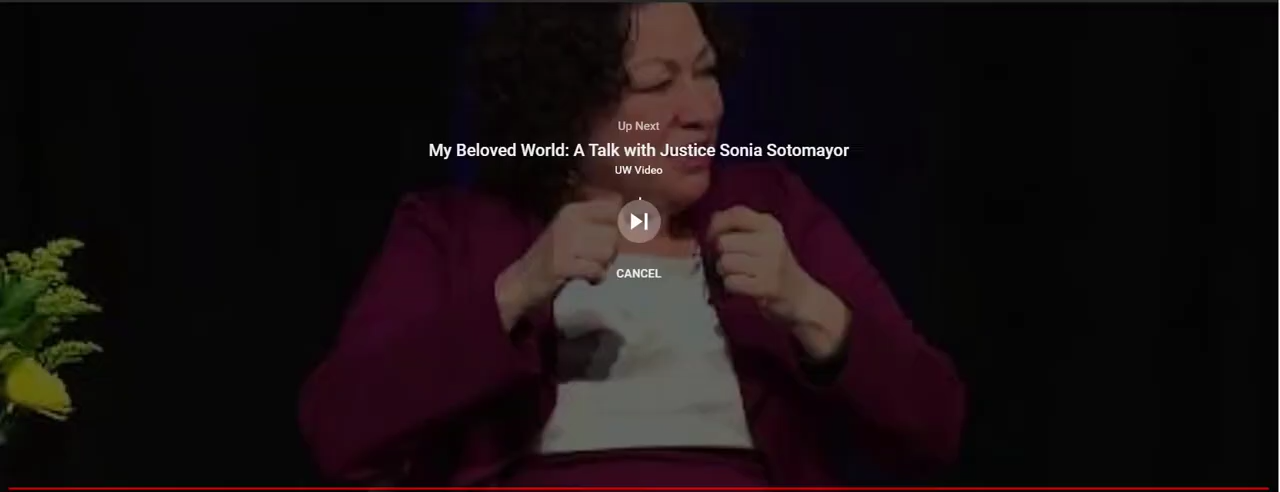 Up Next
My Beloved World: A Talk with Justice Sonia Sotomayor
UW Video
CANCEL